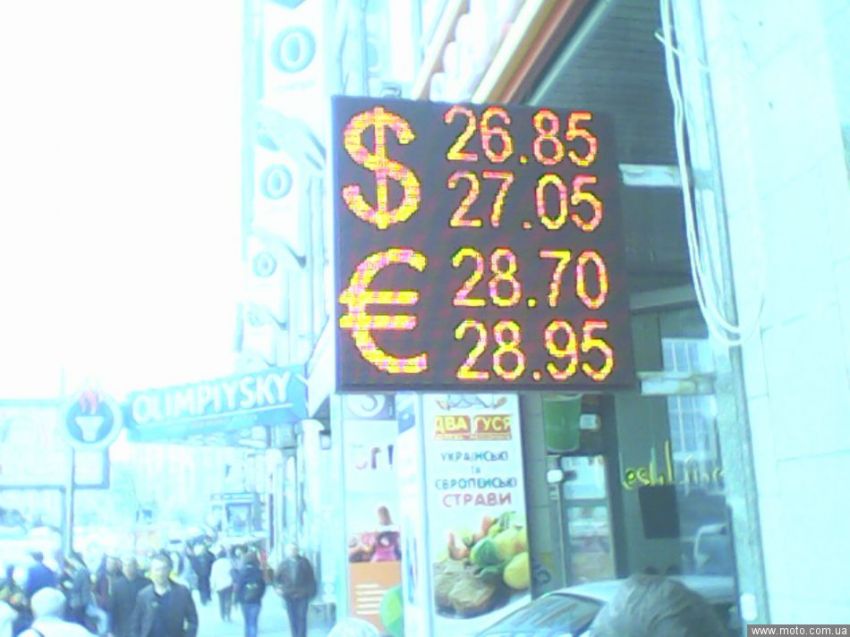 $ 26.85
27.05
€ 28.70
28.95
OLIMPIYSKY
ДВА ГУСЯ
УКРАЇНСЬКІ
ТА
ЄВРОПЕЙСЬКІ
СТРАВИ
www.moto.com.ua